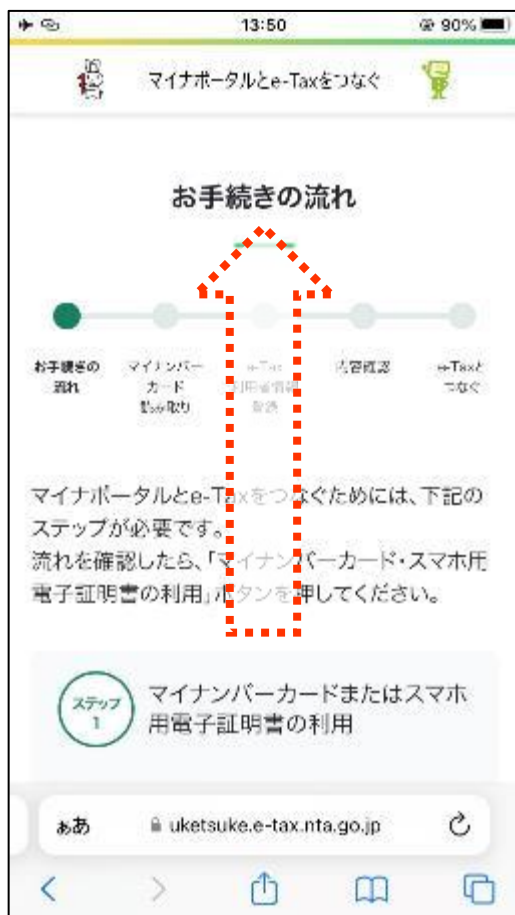 13:50
90%
マイナポータルとe-Taxをつなぐ
お手続きの流れ
お手続きの
流れ
マイナンバー
カード
読み取り
e-Tax
利用者情報
登録
内容確認
e-Taxと
つなぐ
マイナポータルとe-Taxをつなぐためには、下記の
ステップが必要です。
流れを確認したら、「マイナンバーカード・スマホ用
電子証明書の利用」ボタンを押してください。
ステップ
1
マイナンバーカードまたはスマホ
用電子証明書の利用
ぁあ
uketsuke.e-tax.nta.go.jp